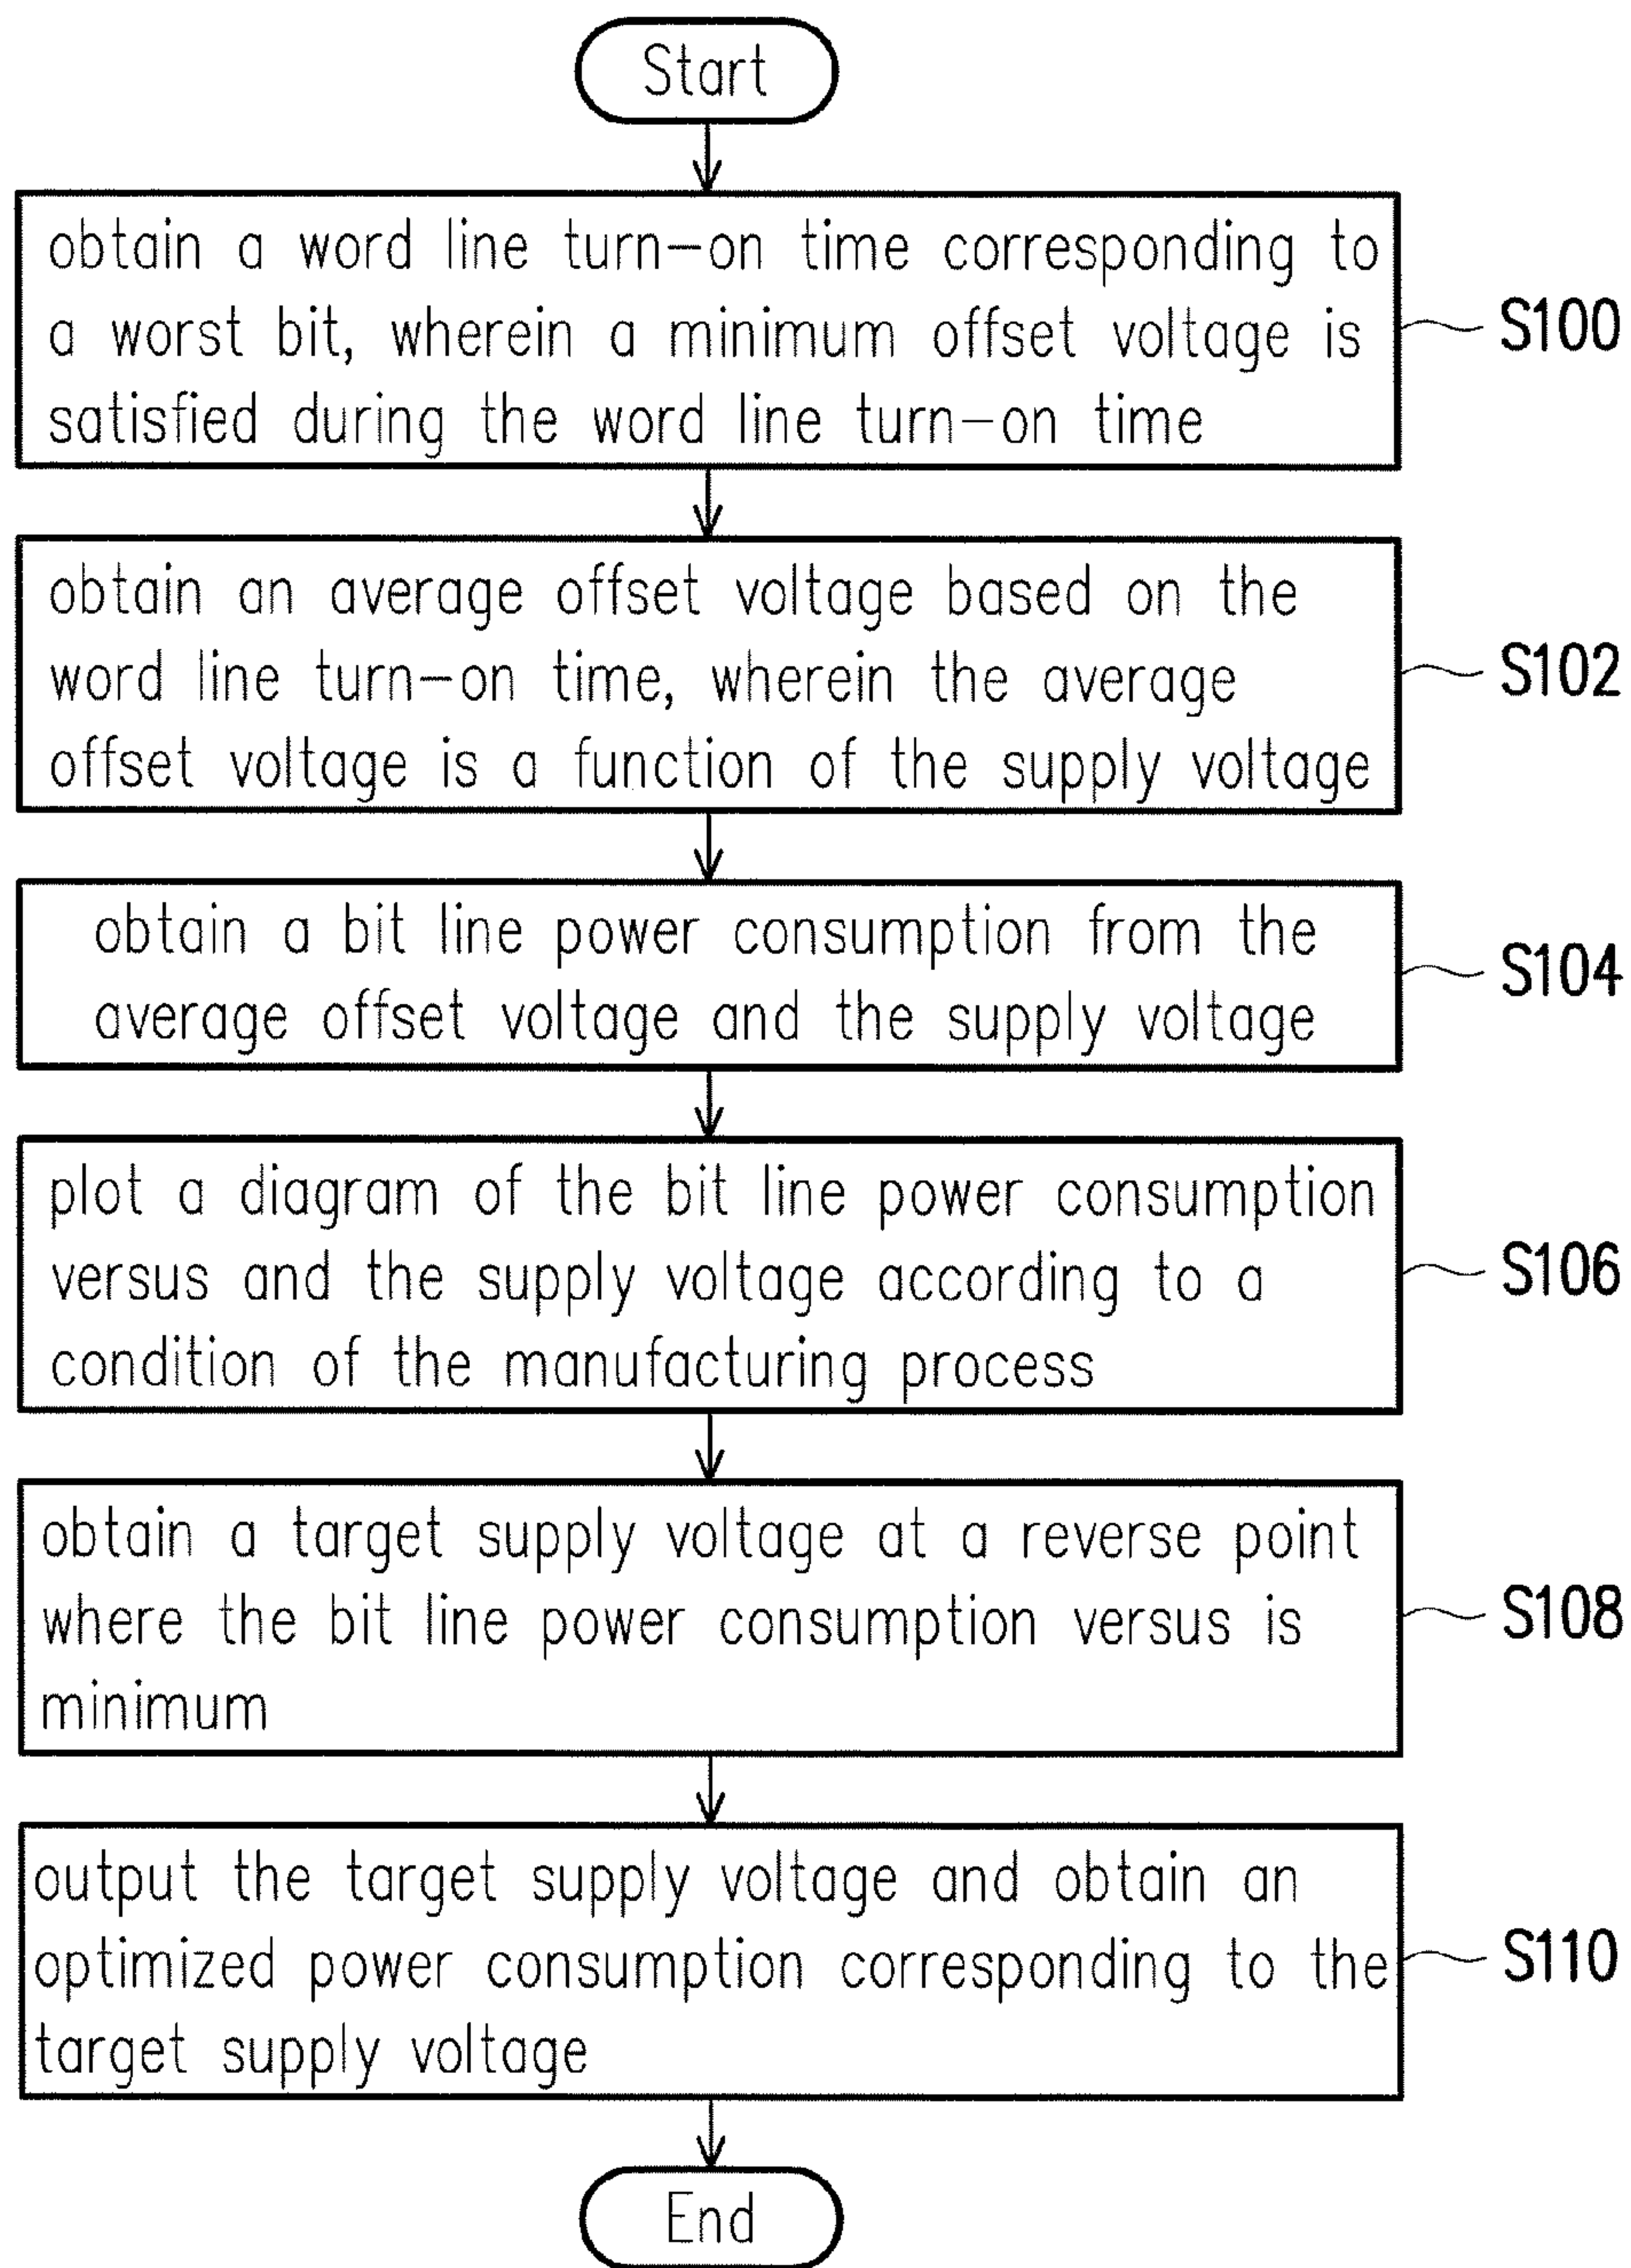 Start
obtain a word line turn-on time corresponding to
a worst bit, wherein a minimum offset voltage is
satisfied during the word line turn-on time
S100
obtain an average offset voltage based on the
word line turn-on time, wherein the average
offset voltage is a function of the supply voltage
S102
obtain a bit line power consumption from the
average offset voltage and the supply voltage
S104
plot a diagram of the bit line power consumption
versus and the supply voltage according to a
condition of the manufacturing process
S106
obtain a target supply voltage at a reverse point
where the bit line power consumption versus is
minimum
S108
output the target supply voltage and obtain an
optimized power consumption corresponding to the
target supply voltage
S110
End